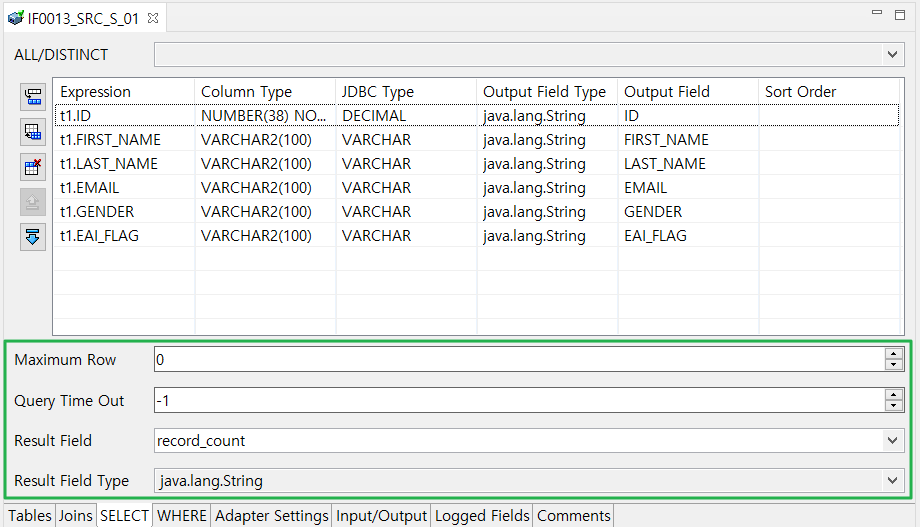 IF0013_SRC_S_01
ALL/DISTINCT
Expression Column Type JDBC Type Output Field Type Output Field Sort Order
t1.ID NUMBER(38) NO... DECIMAL java.lang.String ID
t1.FIRST_NAME VARCHAR2(100) VARCHAR java.lang.String FIRST_NAME
t1.LAST_NAME VARCHAR2(100) VARCHAR java.lang.String LAST_NAME
t1.EMAIL VARCHAR2(100) VARCHAR java.lang.String EMAIL
t1.GENDER VARCHAR2(100) VARCHAR java.lang.String GENDER
t1.EAI_FLAG VARCHAR2(100) VARCHAR java.lang.String EAI_FLAG
Maximum Row 0
Query Time Out -1
Result Field record_count
Result Field Type java.lang.String
Tables Joins SELECT WHERE Adapter Settings Input/Output Logged Fields Comments